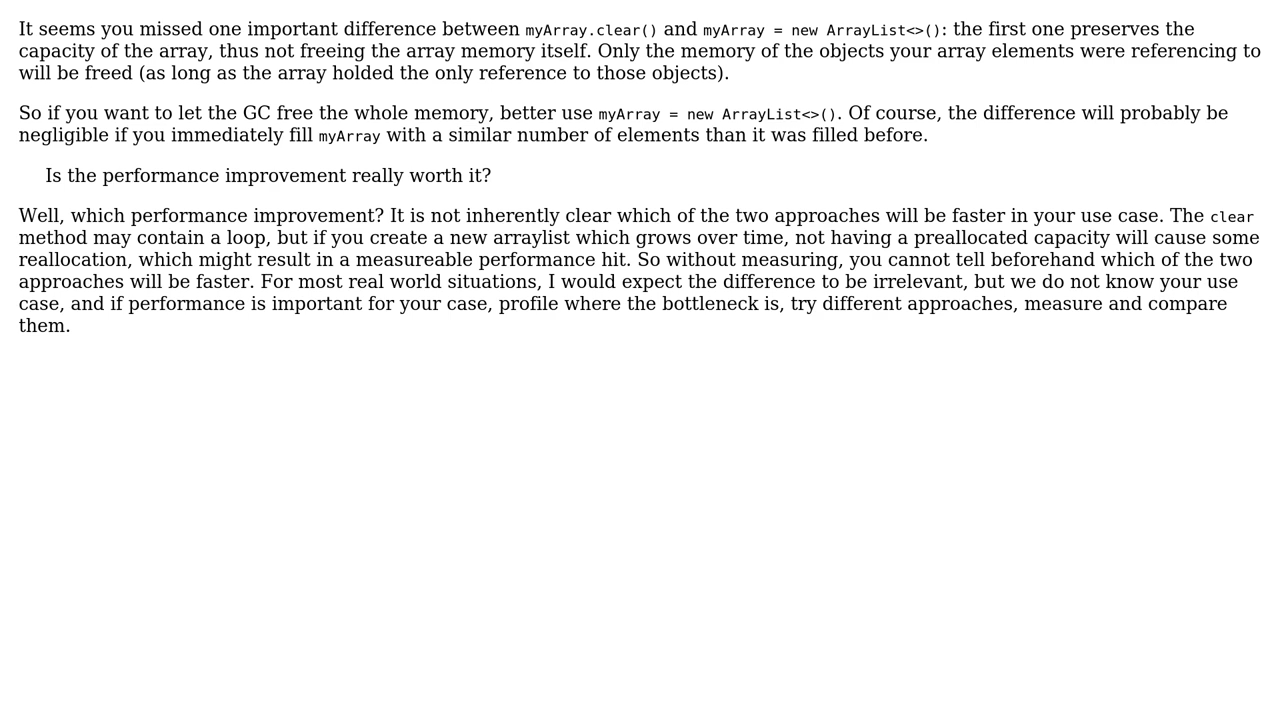 It seems you missed one important difference between myArray.clear() and myArray = new ArrayList<>(): the first one preserves the
capacity of the array, thus not freeing the array memory itself. Only the memory of the objects your array elements were referencing to
will be freed (as long as the array held the only reference to those objects).
So if you want to let the GC free the whole memory, better use myArray = new ArrayList<>(). Of course, the difference will probably be
negligible if you immediately fill myArray with a similar number of elements than it was filled before.
Is the performance improvement really worth it?
Well, which performance improvement? It is not inherently clear which of the two approaches will be faster in your use case. The clear
method may contain a loop, but if you create a new arraylist which grows over time, not having a preallocated capacity will cause some
reallocation, which might result in a measureable performance hit. So without measuring, you cannot tell beforehand which of the two
approaches will be faster. For most real world situations, I would expect the difference to be irrelevant, but we do not know your use
case, and if performance is important for your case, profile where the bottleneck is, try different approaches, measure and compare
them.